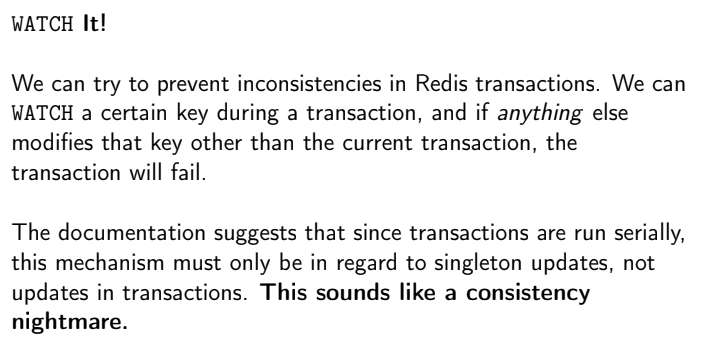 WATCH It!
We can try to prevent inconsistencies in Redis transactions. We can
WATCH a certain key during a transaction, and if anything else
modifies that key other than the current transaction, the
transaction will fail.
The documentation suggests that since transactions are run serially,
this mechanism must only be in regard to singleton updates, not
updates in transactions. This sounds like a consistency
nightmare.